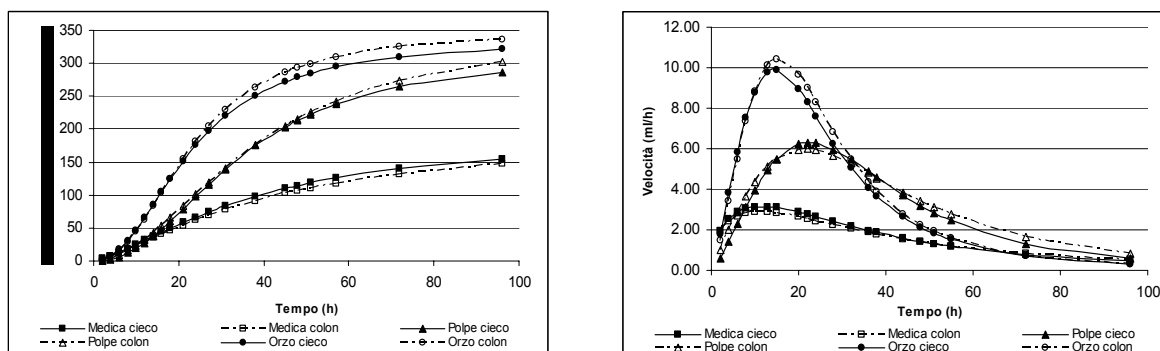 350
300
250
200
150
100
50
0
0 20 40 60 80 100
Tempo (h)
Medica cieco Medica colon Polpe cieco
Polpe colon Orzo cieco Orzo colon
Velocità (ml/h)
12.00
10.00
8.00
6.00
4.00
2.00
0.00
0 20 40 60 80 100
Tempo (h)
Medica cieco Medica colon Polpe cieco
Polpe colon Orzo cieco Orzo colon